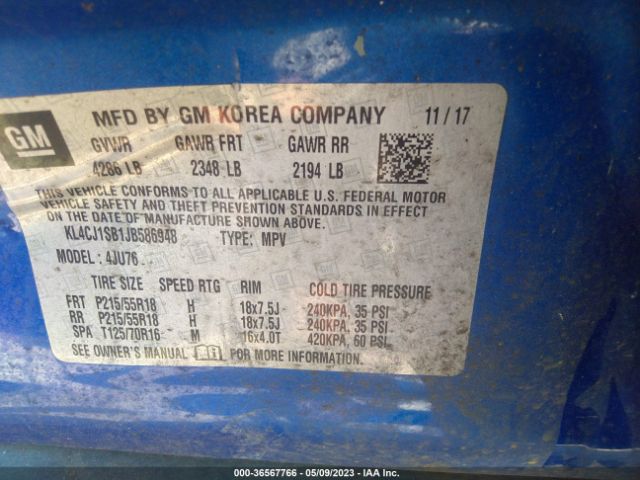 GM
MFD BY GM KOREA COMPANY 11/17
GVWR GAWR FRT GAWR RR
4286 LB 2348 LB 2194 LB
THIS VEHICLE CONFORMS TO ALL APPLICABLE U.S. FEDERAL MOTOR
VEHICLE SAFETY AND THEFT PREVENTION STANDARDS IN EFFECT
ON THE DATE OF MANUFACTURE SHOWN ABOVE.
KL4CJ1SB1JB586948 TYPE: MPV
MODEL: 4JU76
TIRE SIZE SPEED RTG RIM COLD TIRE PRESSURE
FRT P215/55R18 H 18x7.5J 240KPA, 35 PSI
RR P215/55R18 H 18x7.5J 240KPA, 35 PSI
SPA T125/70R16 M 16x4.0T 420KPA, 60 PSI
SEE OWNER'S MANUAL FOR MORE INFORMATION
000-36567766 - 05/09/2023 - IAA Inc.